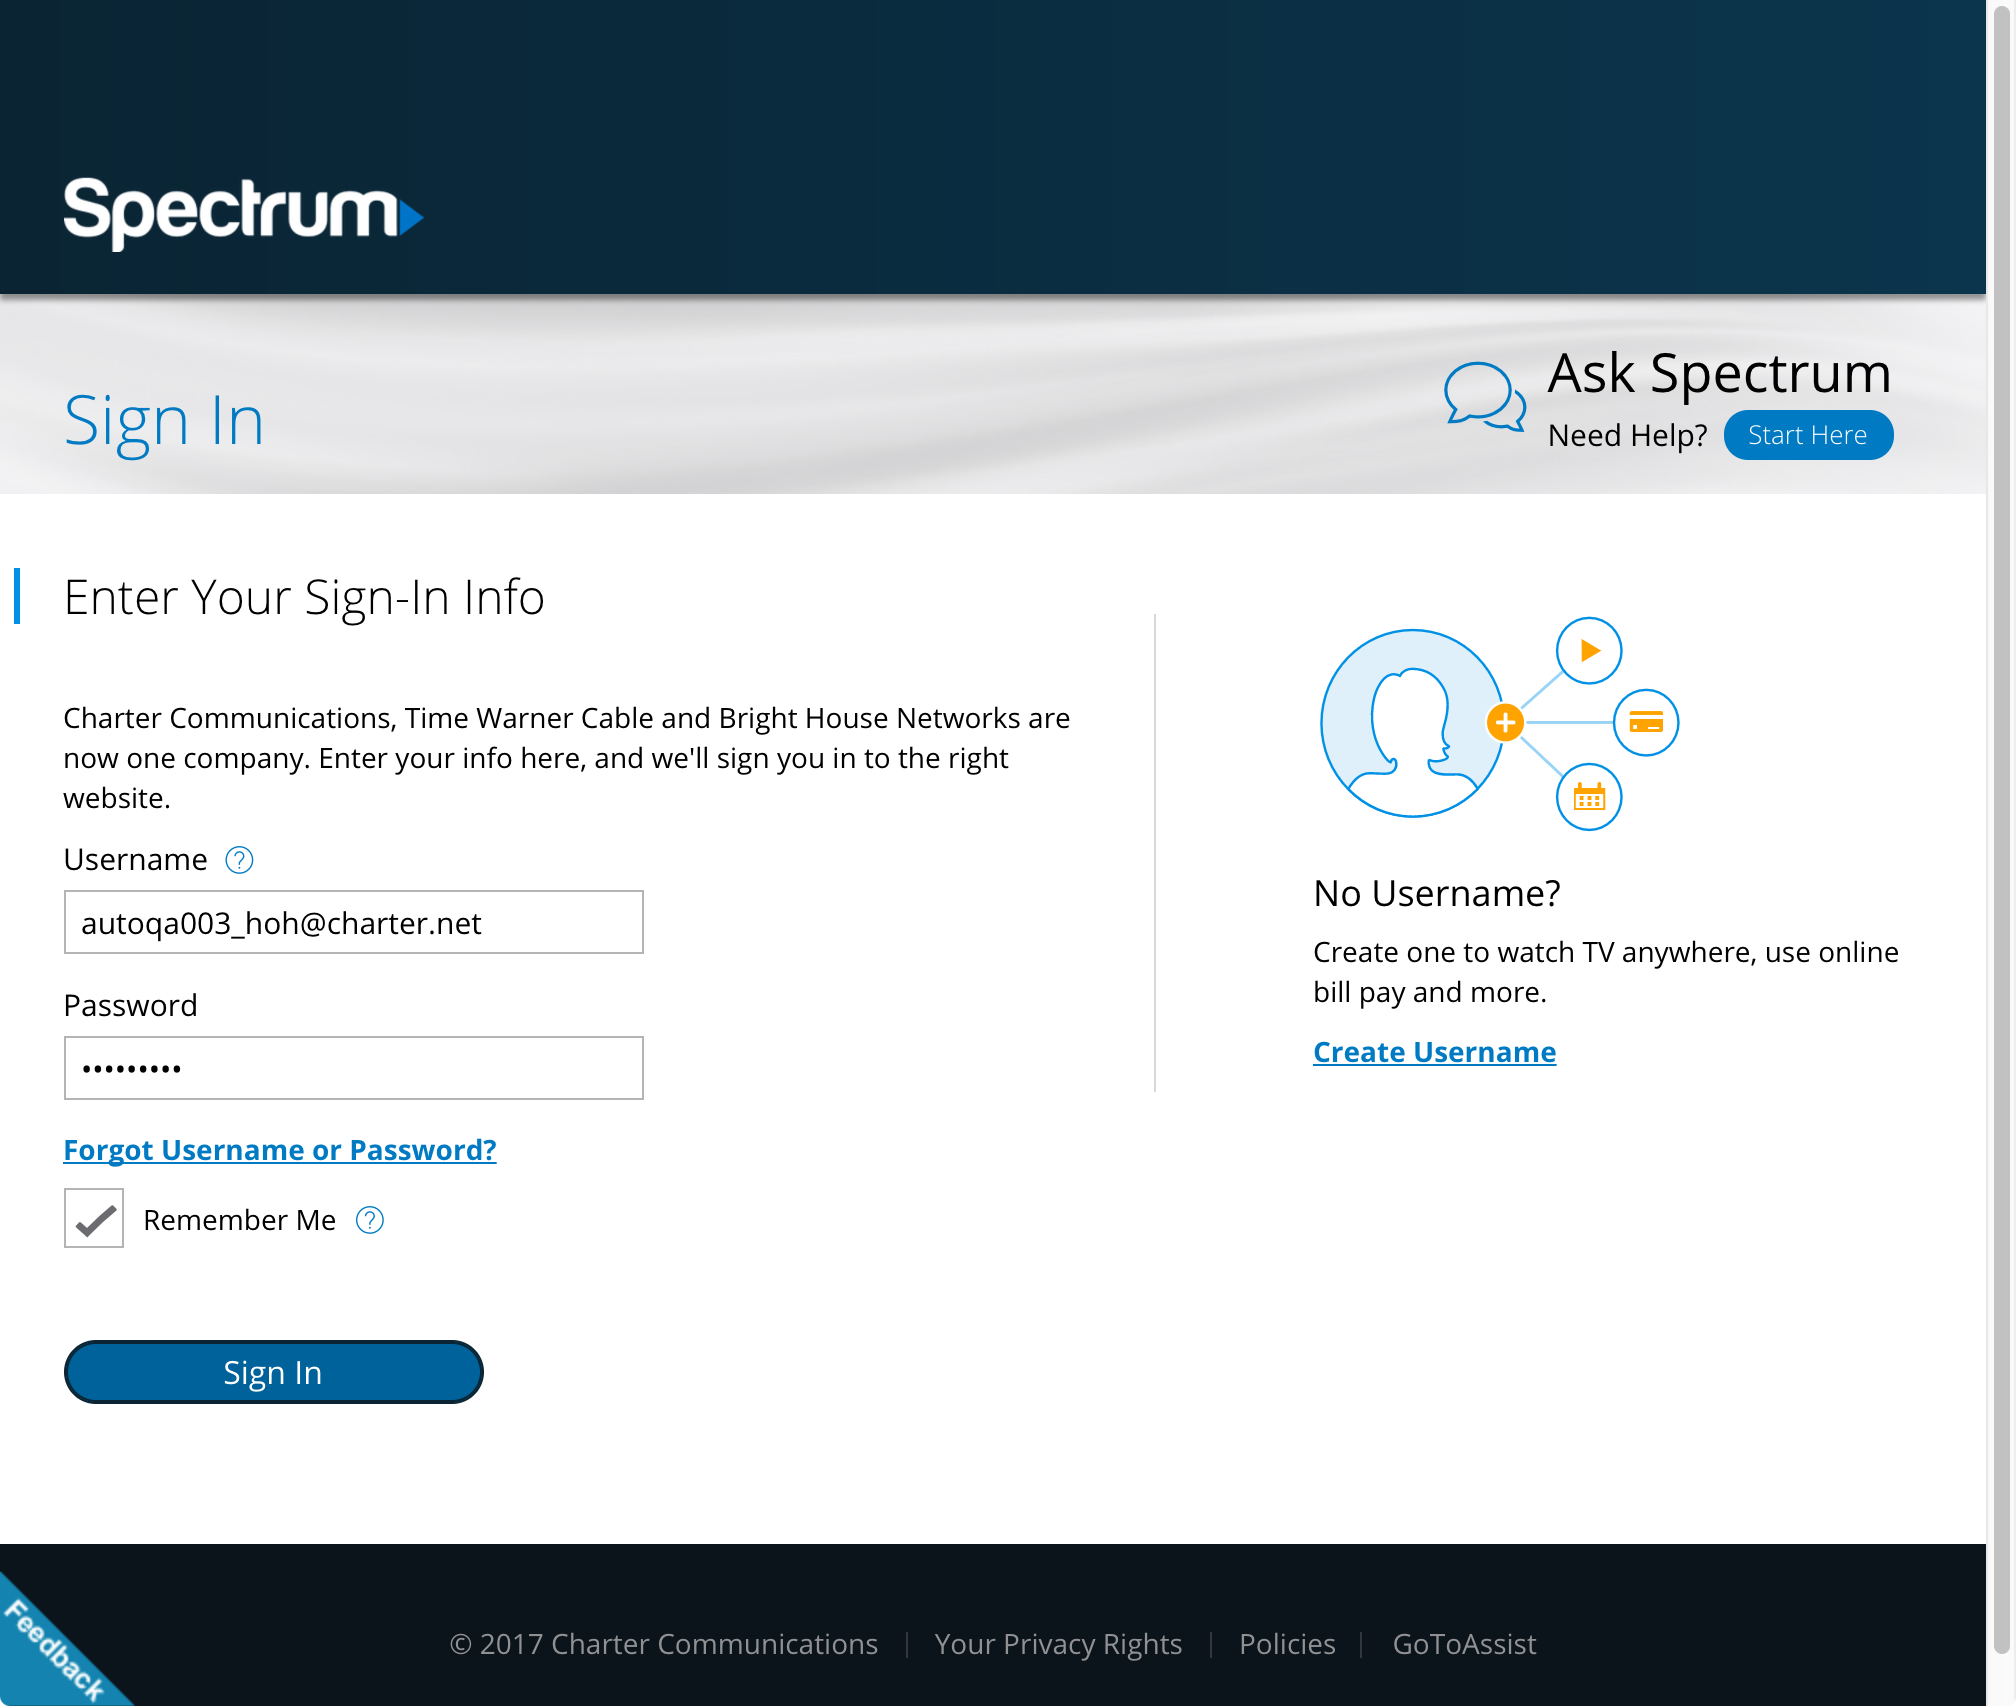 Spectrum
Sign In
Ask Spectrum
Need Help? Start Here
Enter Your Sign-In Info
Charter Communications, Time Warner Cable and Bright House Networks are
now one company. Enter your info here, and we'll sign you in to the right
website.
Username ?
autoqa003_hoh@charter.net
Password
•••••••••
Forgot Username or Password?
Remember Me ?
Sign In
No Username?
Create one to watch TV anywhere, use online
bill pay and more.
Create Username
Feedback
© 2017 Charter Communications | Your Privacy Rights | Policies | GoToAssist